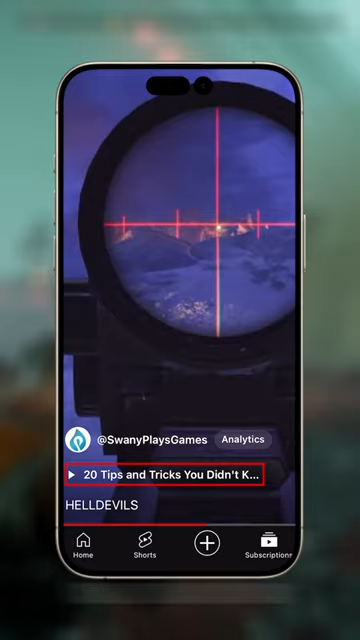 @SwanyPlaysGames Analytics
20 Tips and Tricks You Didn't K...
HELLDEVILS
Home Shorts Subscriptions